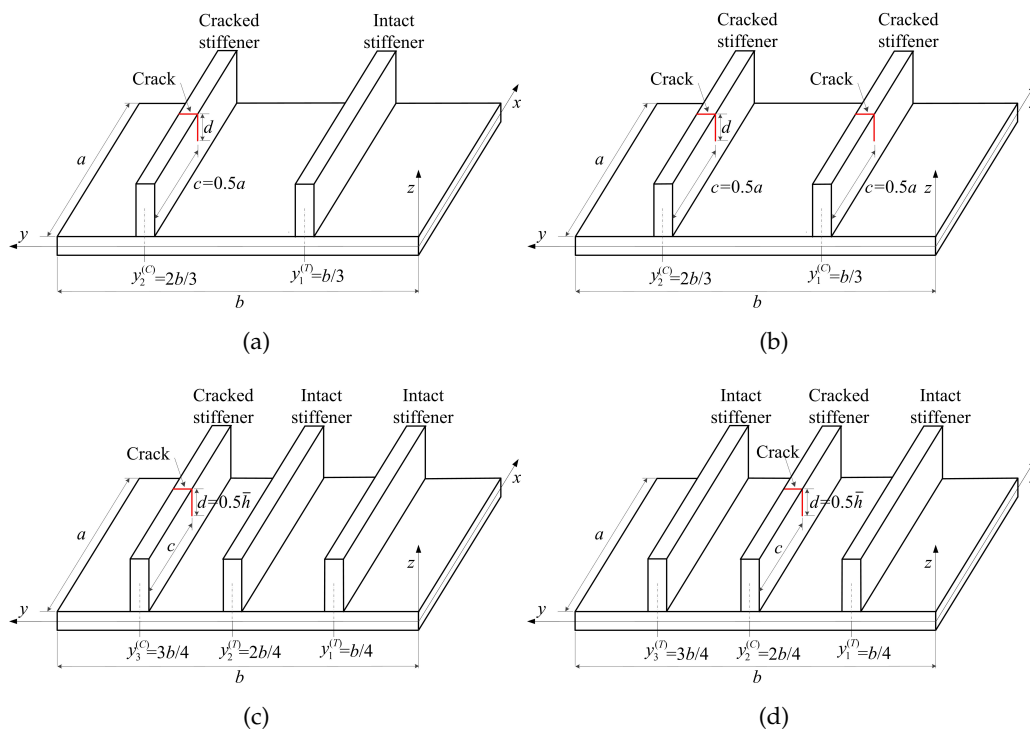 Cracked stiffener
Intact stiffener
Crack
d
x
a
c=0.5a
z
y
y₂⁽ᶜ⁾=2b/3
y₁⁽ᵀ⁾=b/3
b
(a)
Cracked stiffener
Cracked stiffener
Crack
Crack
d
x
a
c=0.5a
c=0.5a
z
y
y₂⁽ᶜ⁾=2b/3
y₁⁽ᶜ⁾=b/3
b
(b)
Cracked stiffener
Intact stiffener
Intact stiffener
Crack
d=0.5h̄
x
a
c
z
y
y₃⁽ᶜ⁾=3b/4
y₂⁽ᵀ⁾=2b/4
y₁⁽ᵀ⁾=b/4
b
(c)
Intact stiffener
Cracked stiffener
Intact stiffener
Crack
d=0.5h̄
a
c
z
y
y₃⁽ᵀ⁾=3b/4
y₂⁽ᶜ⁾=2b/4
y₁⁽ᵀ⁾=b/4
b
(d)